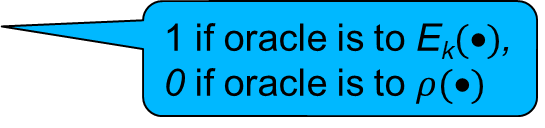 1 if oracle is to Eₖ(●),
0 if oracle is to ρ(●)